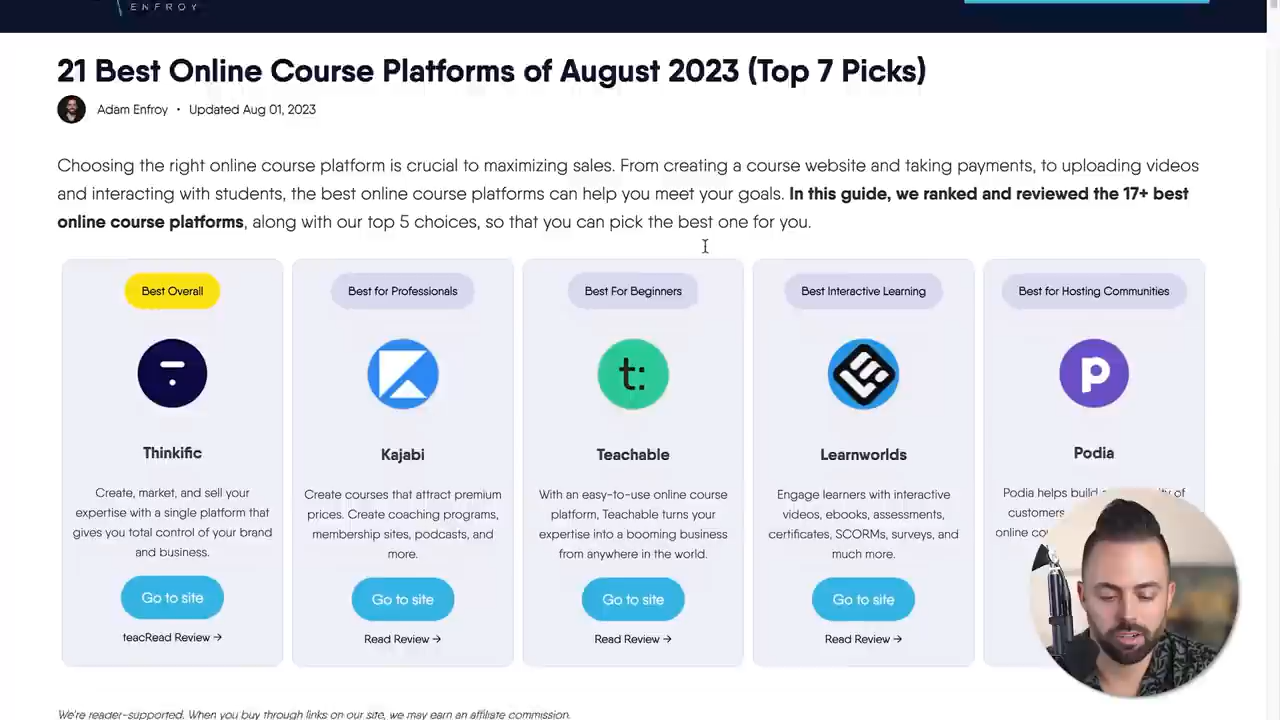 ENFROY
21 Best Online Course Platforms of August 2023 (Top 7 Picks)
Adam Enfroy • Updated Aug 01, 2023
Choosing the right online course platform is crucial to maximizing sales. From creating a course website and taking payments, to uploading videos
and interacting with students, the best online course platforms can help you meet your goals. In this guide, we ranked and reviewed the 17+ best
online course platforms, along with our top 5 choices, so that you can pick the best one for you.
Best Overall
Thinkific
Create, market, and sell your
expertise with a single platform that
gives you total control of your brand
and business.
Go to site
teacRead Review →
Best for Professionals
Kajabi
Create courses that attract premium
prices. Create coaching programs,
membership sites, podcasts, and
more.
Go to site
Read Review →
Best For Beginners
t:
Teachable
With an easy-to-use online course
platform, Teachable turns your
expertise into a booming business
from anywhere in the world.
Go to site
Read Review →
Best Interactive Learning
Learnworlds
Engage learners with interactive
videos, ebooks, assessments,
certificates, SCORMs, surveys, and
much more.
Go to site
Read Review →
Best for Hosting Communities
p
Podia
Podia helps build of
customers
online
We're reader-supported. When you buy through links on our site, we may earn an affiliate commission.